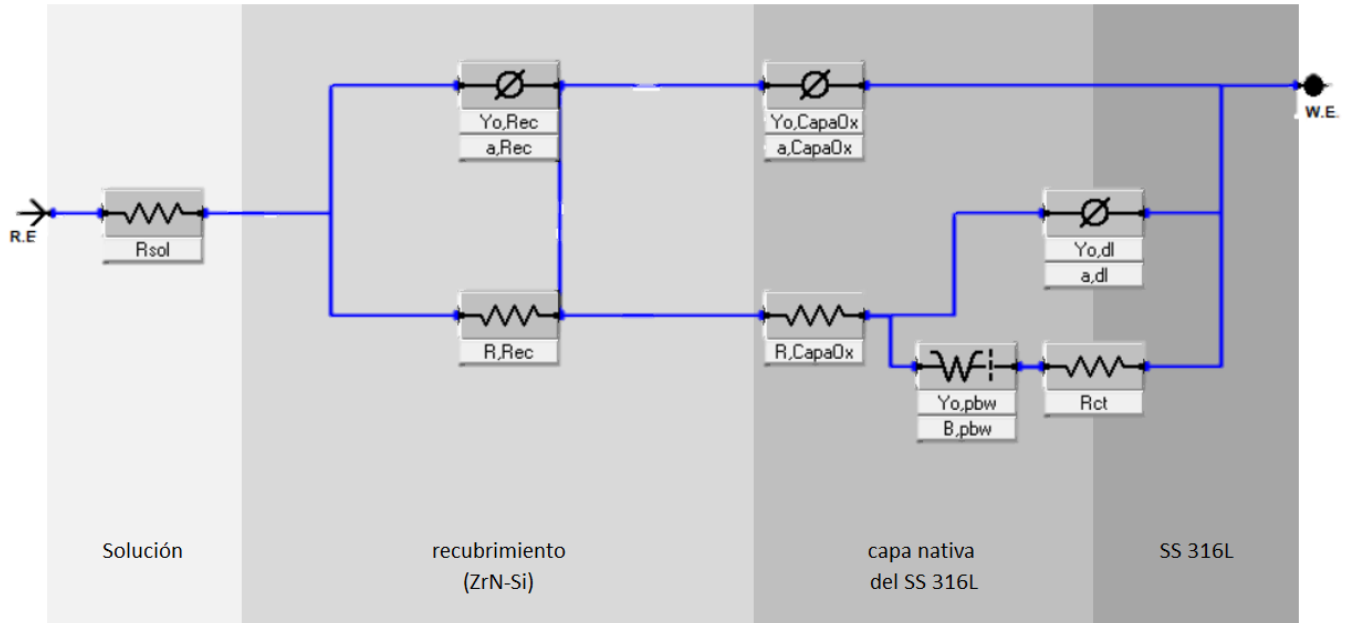 Yo,Rec
a,Rec
Yo,CapaOx
a,CapaOx
W.E.
R.E
Rsol
Yo,dl
a,dl
R,Rec
R,CapaOx
Yo,pbw
B,pbw
Rct
Solución
recubrimiento
(ZrN-Si)
capa nativa
del SS 316L
SS 316L